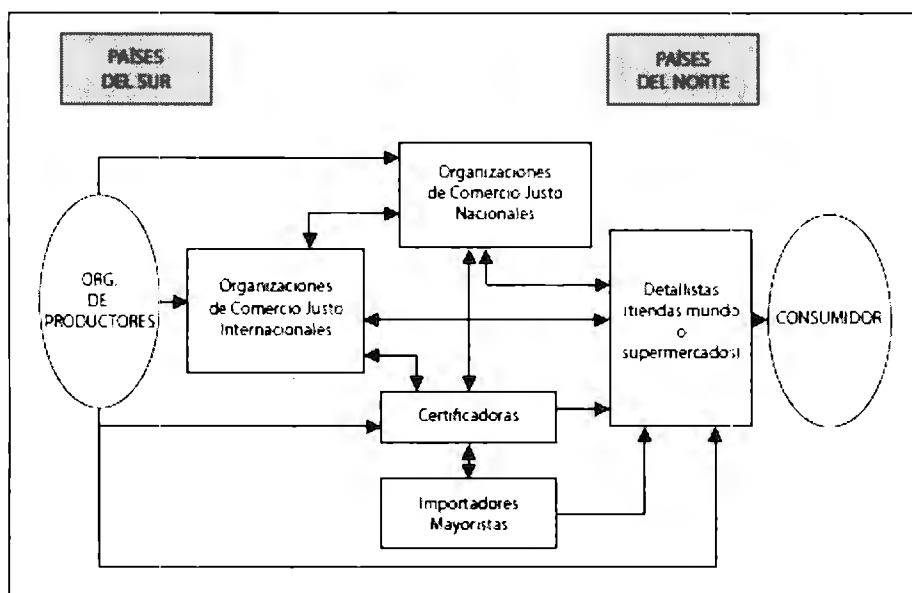 PAÍSES
DEL SUR
PAÍSES
DEL NORTE
Organizaciones
de Comercio Justo
Nacionales
ORG.
DE
PRODUCTORES
Organizaciones
de Comercio Justo
Internacionales
Detallistas
(tiendas mundo
o
supermercados)
CONSUMIDOR
Certificadoras
Importadores
Mayoristas